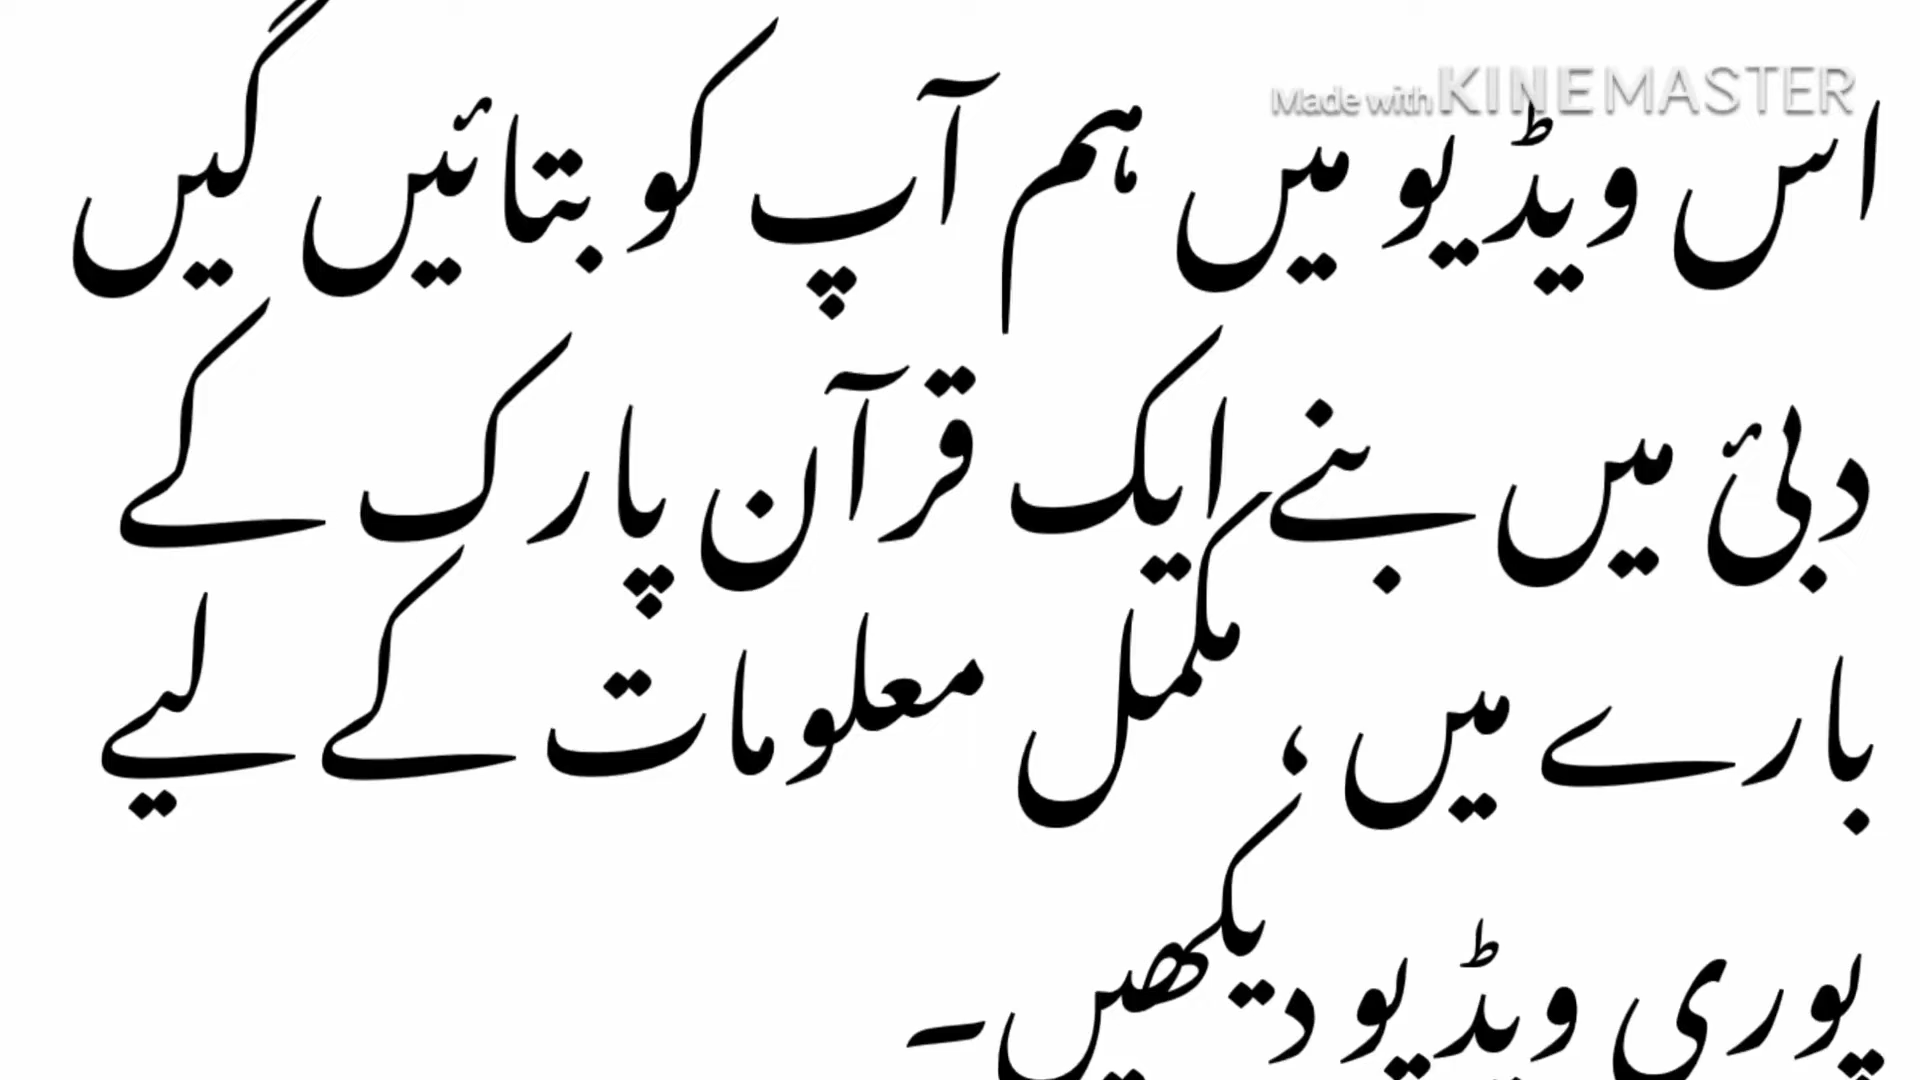 Made with KINEMASTER
اس ویڈیو میں ہم آپ کو بتائیں گیں
دبئ میں بنے ایک قرآن پارک کے
بارے میں ، مکمل معلومات کے لیے
پوری ویڈیو دیکھیں ۔